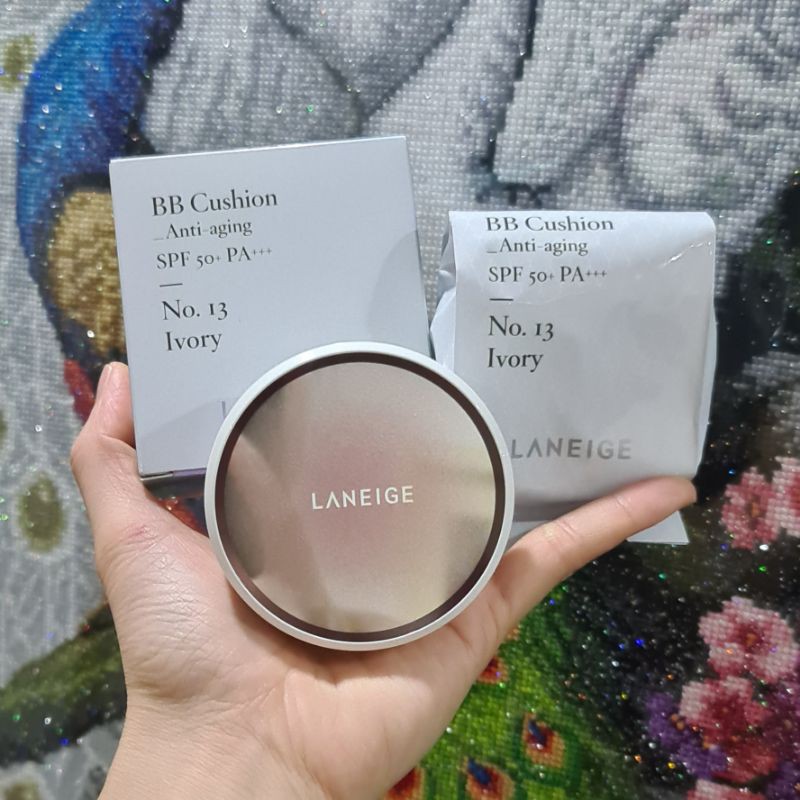 BB Cushion
_Anti-aging
SPF 50+ PA+++
No. 13
Ivory
BB Cushion
_Anti-aging
SPF 50+ PA+++
No. 13
Ivory
LANEIGE
LANEIGE